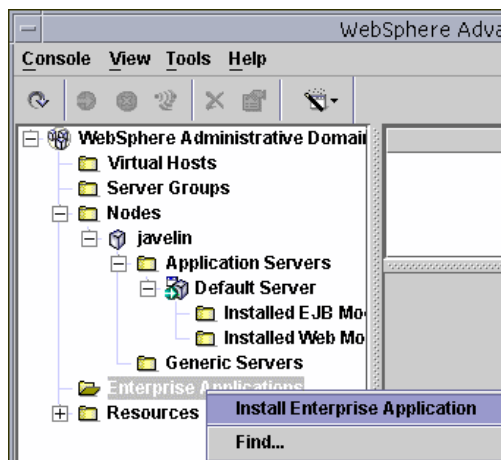 WebSphere Adva
Console View Tools Help
WebSphere Administrative Domai
Virtual Hosts
Server Groups
Nodes
javelin
Application Servers
Default Server
Installed EJB Mo
Installed Web Mo
Generic Servers
Enterprise Applications
Resources
Install Enterprise Application
Find...